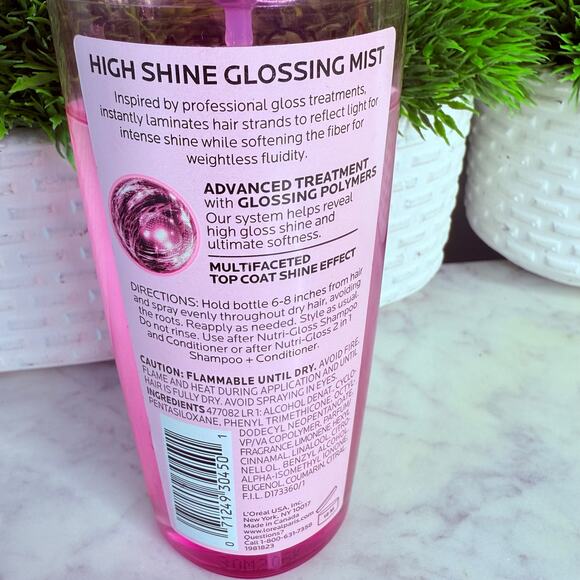 HIGH SHINE GLOSSING MIST
Inspired by professional gloss treatments,
instantly laminates hair strands to reflect light for
intense shine while softening the fiber for
weightless fluidity.
ADVANCED TREATMENT
with GLOSSING POLYMERS
Our system helps reveal
high gloss shine and
ultimate softness.
MULTIFACETED
TOP COAT SHINE EFFECT
DIRECTIONS: Hold bottle 6-8 inches from hair
and spray evenly throughout dry hair, avoiding
the roots. Reapply as needed. Style as usual.
Do not rinse. Use after Nutri-Gloss Shampoo
and Conditioner or after Nutri-Gloss 2 in 1
Shampoo + Conditioner.
CAUTION: FLAMMABLE UNTIL DRY. AVOID FIRE,
FLAME AND HEAT DURING APPLICATION AND UNTIL
HAIR IS FULLY DRY. AVOID SPRAYING IN EYES.
INGREDIENTS 477082 LR 1: ALCOHOL DENAT, CYCLO-
PENTASILOXANE, PHENYL TRIMETHICONE, OCTYL-
DODECYL NEOPENTANOATE,
VP/VA COPOLYMER, PARFUM
FRAGRANCE, LIMONENE, HEXYL
CINNAMAL, LINALOOL,
NELLOL, BENZYL ALCOHOL,
ALPHA-ISOMETHYL IONONE,
EUGENOL, COUMARIN, CITRAL
F.I.L. D173360/1
0 71249 30450 1
L'Oréal USA, Inc.
New York, NY 10017
Made in Canada
www.lorealparis.com
Questions?
Call 1-800-631-7358
1981823